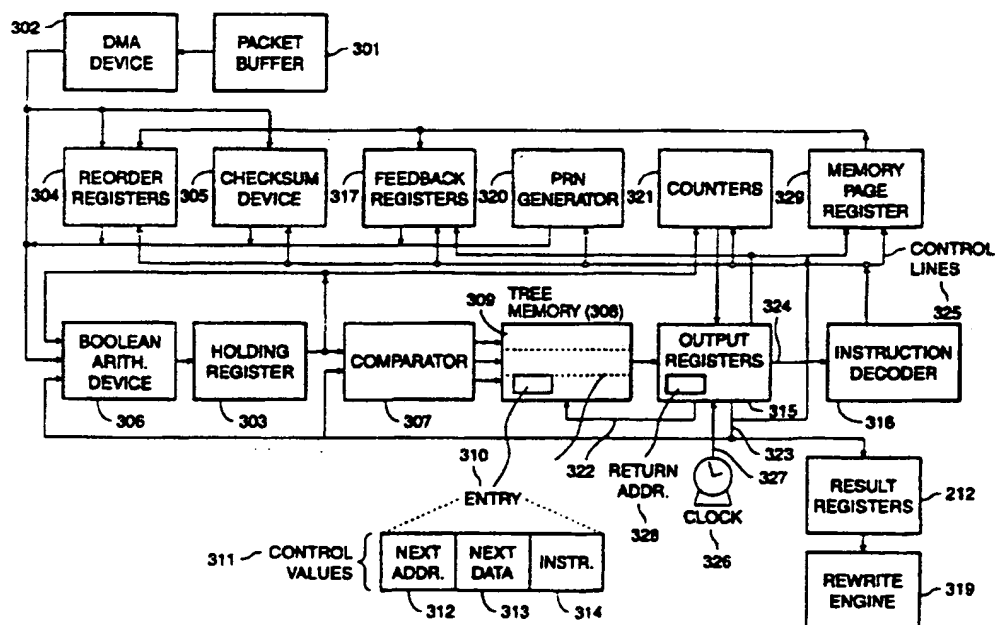 302
DMA
DEVICE
PACKET
BUFFER
301
304
REORDER
REGISTERS
305
CHECKSUM
DEVICE
317
FEEDBACK
REGISTERS
320
PRN
GENERATOR
321
COUNTERS
329
MEMORY
PAGE
REGISTER
CONTROL
LINES
325
BOOLEAN
ARITH.
DEVICE
306
HOLDING
REGISTER
303
COMPARATOR
307
309
TREE
MEMORY (308)
OUTPUT
REGISTERS
315
324
INSTRUCTION
DECODER
316
310
ENTRY
322
RETURN
ADDR.
328
323
327
CLOCK
326
RESULT
REGISTERS
212
311
CONTROL
VALUES
NEXT
ADDR.
312
NEXT
DATA
313
INSTR.
314
REWRITE
ENGINE
319